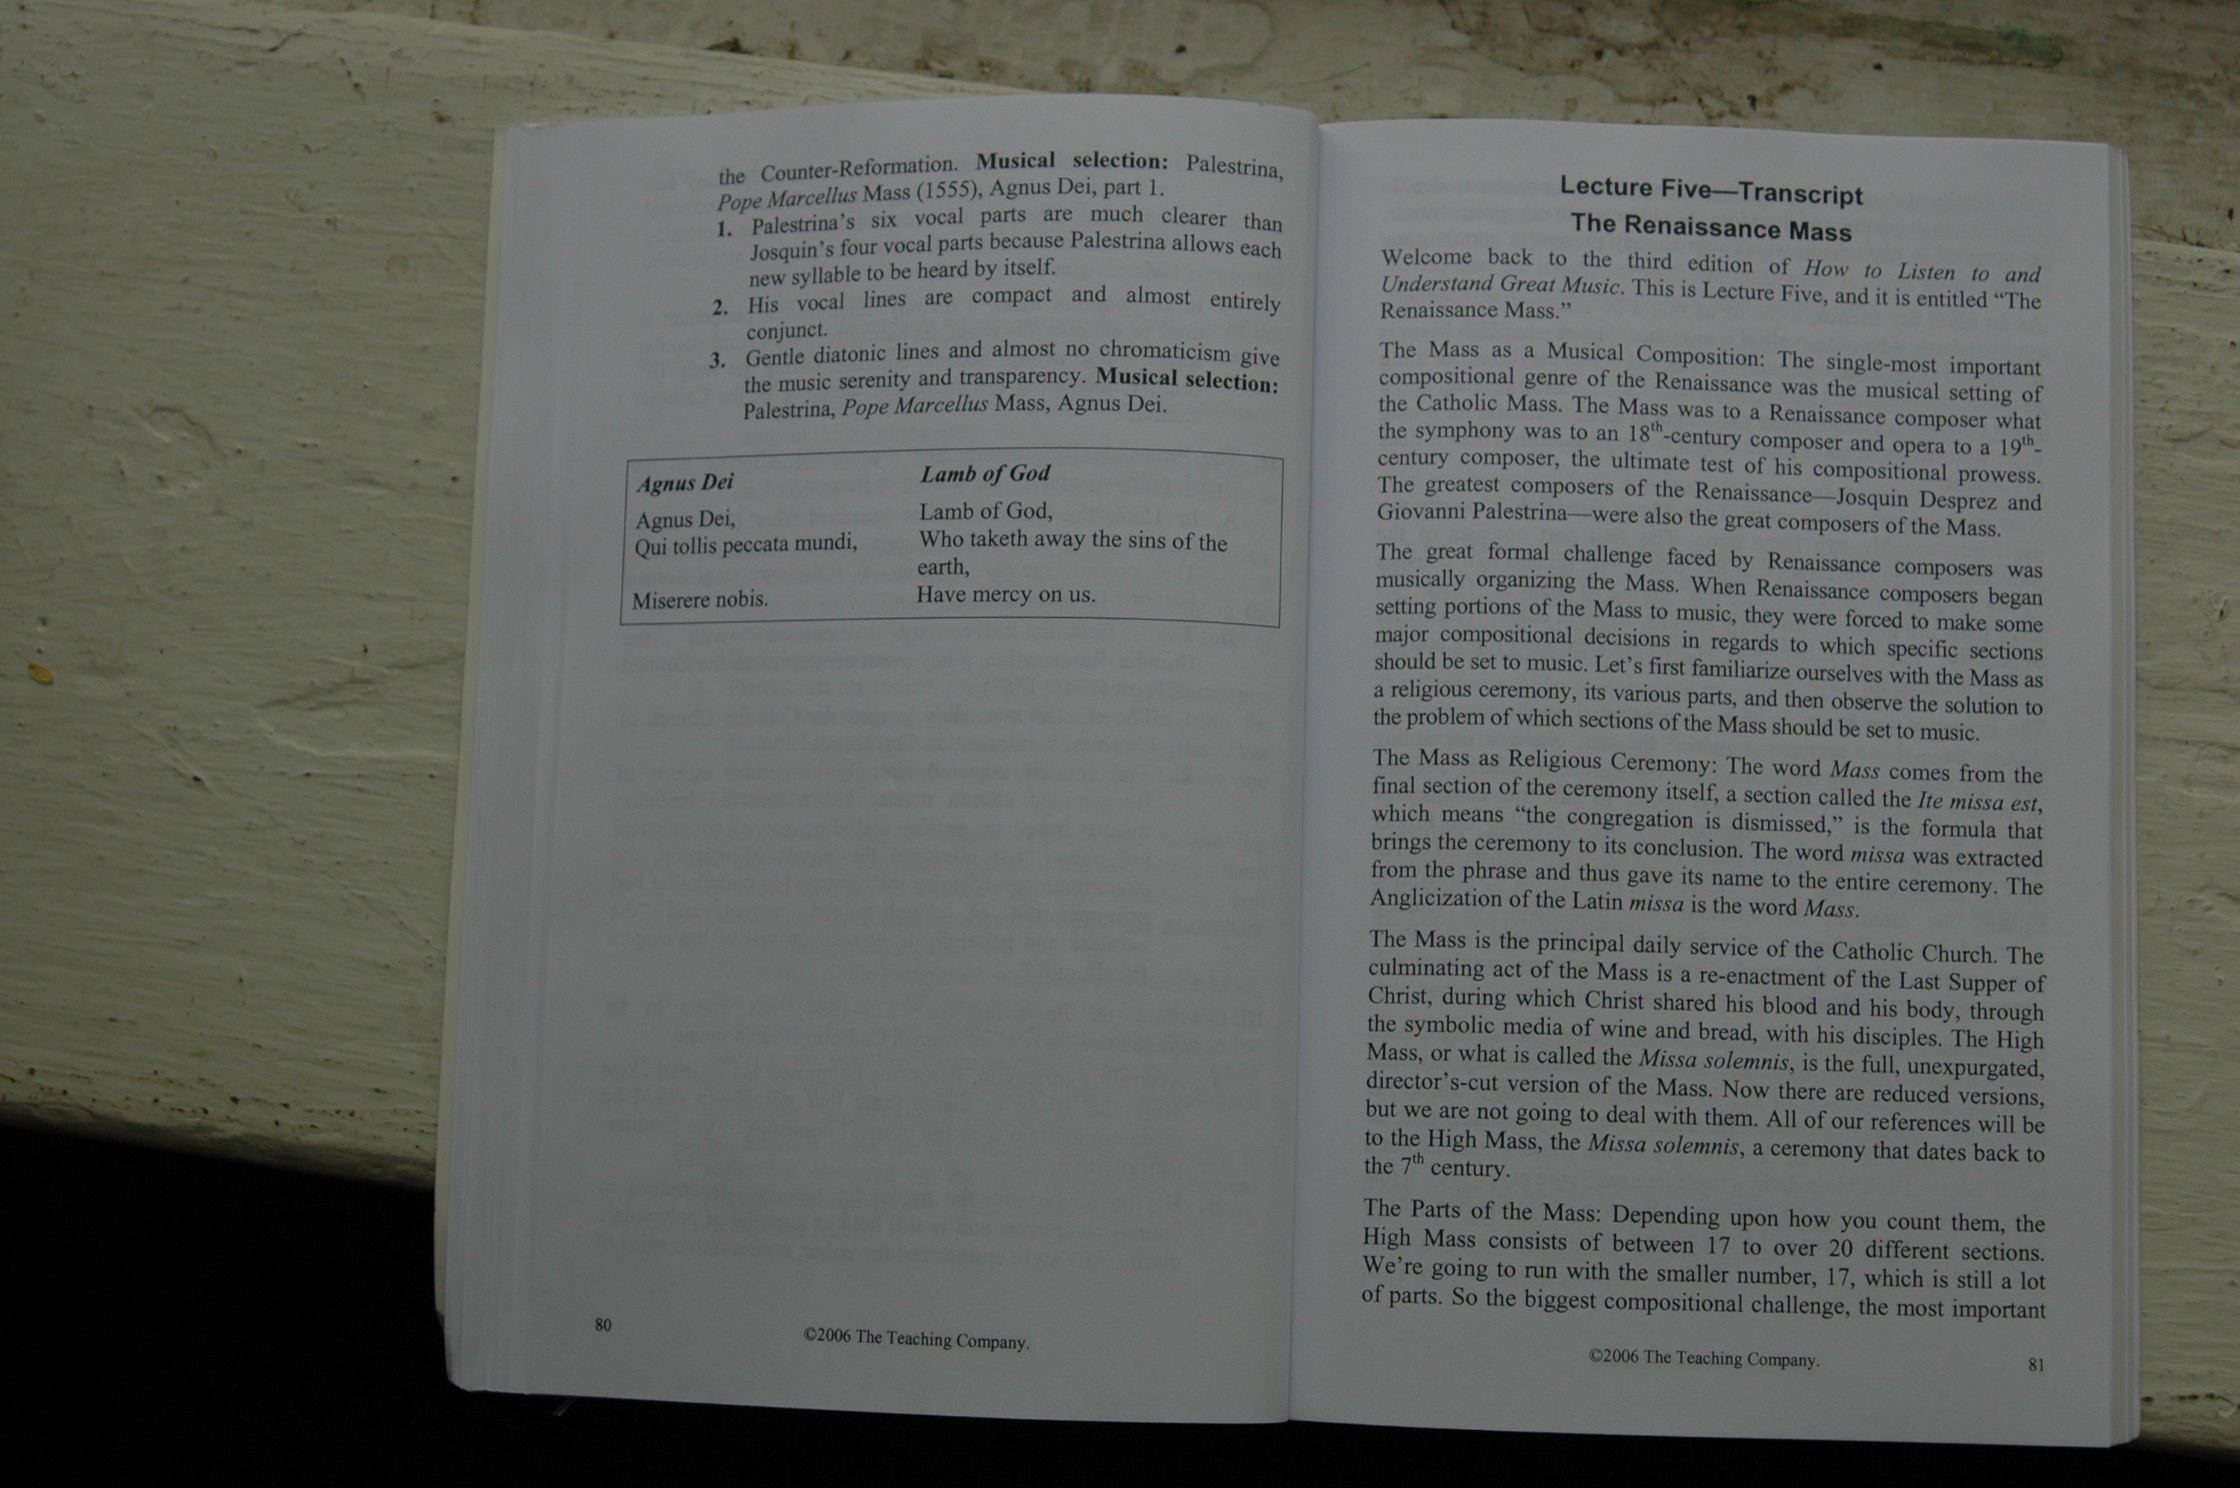 the Counter-Reformation. Musical selection: Palestrina,
Pope Marcellus Mass (1555), Agnus Dei, part 1.
1. Palestrina's six vocal parts are much clearer than
Josquin's four vocal parts because Palestrina allows each
new syllable to be heard by itself.
2. His vocal lines are compact and almost entirely
conjunct.
3. Gentle diatonic lines and almost no chromaticism give
the music serenity and transparency. Musical selection:
Palestrina, Pope Marcellus Mass, Agnus Dei.
Agnus Dei
Agnus Dei,
Qui tollis peccata mundi,
Miserere nobis.
Lamb of God
Lamb of God,
Who taketh away the sins of the
earth,
Have mercy on us.
80
©2006 The Teaching Company.
Lecture Five—Transcript
The Renaissance Mass
Welcome back to the third edition of How to Listen to and
Understand Great Music. This is Lecture Five, and it is entitled “The
Renaissance Mass.”
The Mass as a Musical Composition: The single-most important
compositional genre of the Renaissance was the musical setting of
the Catholic Mass. The Mass was to a Renaissance composer what
the symphony was to an 18th-century composer and opera to a 19th-
century composer, the ultimate test of his compositional prowess.
The greatest composers of the Renaissance—Josquin Desprez and
Giovanni Palestrina—were also the great composers of the Mass.
The great formal challenge faced by Renaissance composers was
musically organizing the Mass. When Renaissance composers began
setting portions of the Mass to music, they were forced to make some
major compositional decisions in regards to which specific sections
should be set to music. Let's first familiarize ourselves with the Mass as
a religious ceremony, its various parts, and then observe the solution to
the problem of which sections of the Mass should be set to music.
The Mass as Religious Ceremony: The word Mass comes from the
final section of the ceremony itself, a section called the Ite missa est,
which means “the congregation is dismissed,” is the formula that
brings the ceremony to its conclusion. The word missa was extracted
from the phrase and thus gave its name to the entire ceremony. The
Anglicization of the Latin missa is the word Mass.
The Mass is the principal daily service of the Catholic Church. The
culminating act of the Mass is a re-enactment of the Last Supper of
Christ, during which Christ shared his blood and his body, through
the symbolic media of wine and bread, with his disciples. The High
Mass, or what is called the Missa solemnis, is the full, unexpurgated,
director's-cut version of the Mass. Now there are reduced versions,
but we are not going to deal with them. All of our references will be
to the High Mass, the Missa solemnis, a ceremony that dates back to
the 7th century.
The Parts of the Mass: Depending upon how you count them, the
High Mass consists of between 17 to over 20 different sections.
We're going to run with the smaller number, 17, which is still a lot
of parts. So the biggest compositional challenge, the most important
©2006 The Teaching Company.
81